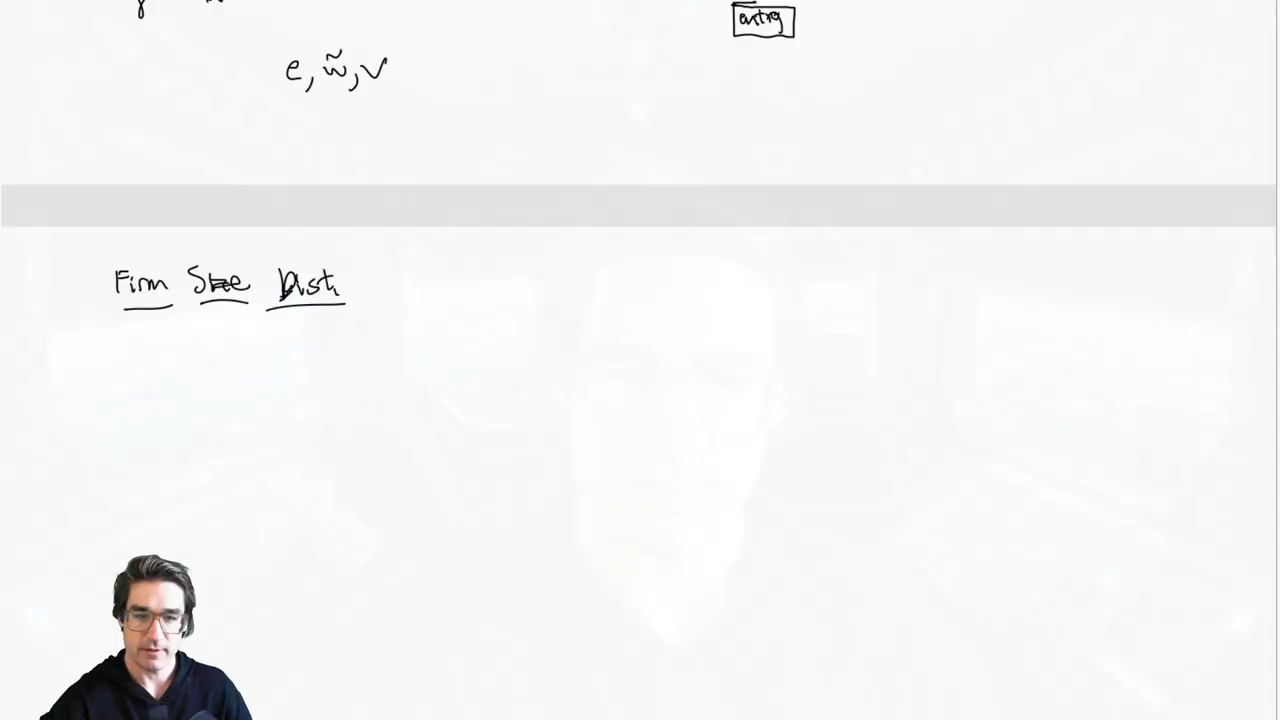 entry
e, w̃, v
Firm Size Dist.